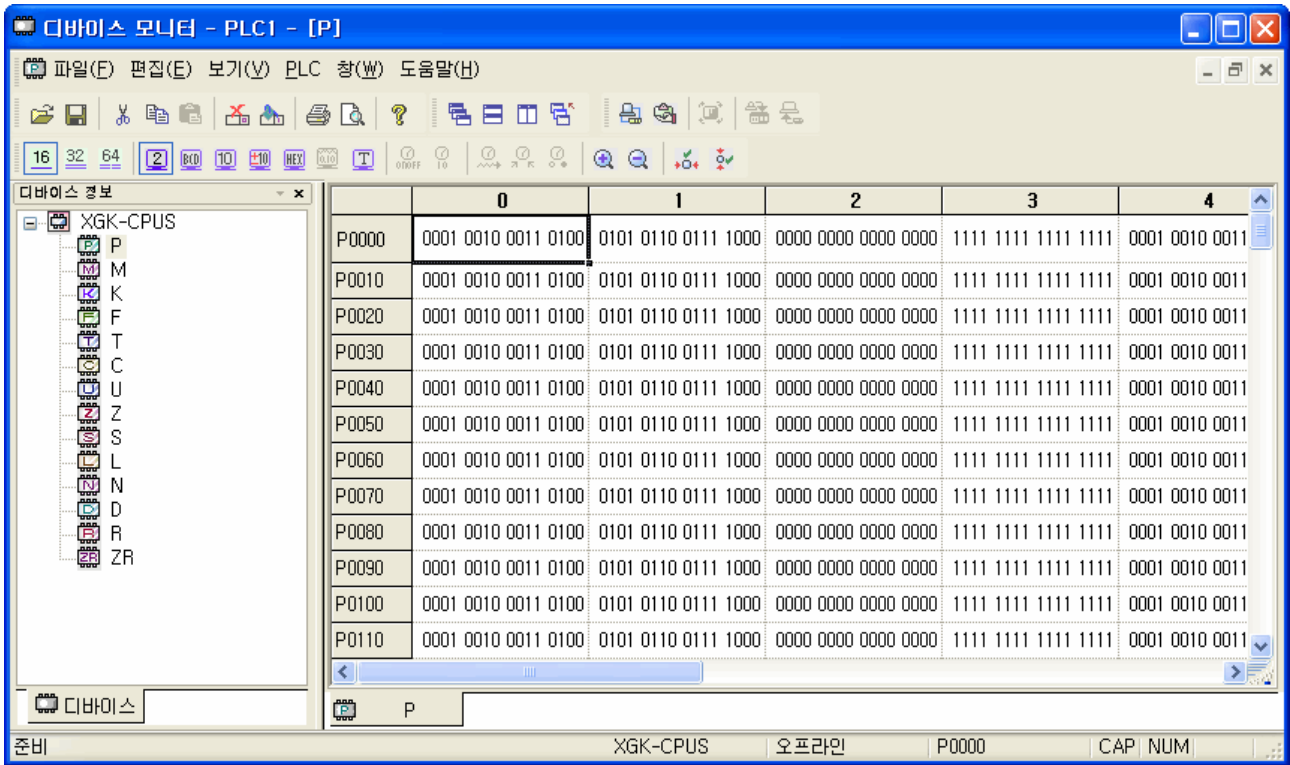 디바이스 모니터 - PLC1 - [P]
파일(F) 편집(E) 보기(V) PLC 창(W) 도움말(H)
16 32 64 2 BCD 10 ±10 HEX T
디바이스 정보
XGK-CPUS
P
M
K
F
T
C
U
Z
S
L
N
D
R
ZR
디바이스
0 1 2 3 4
P0000 0001 0010 0011 0100 0101 0110 0111 1000 0000 0000 0000 0000 1111 1111 1111 1111 0001 0010 0011
P0010 0001 0010 0011 0100 0101 0110 0111 1000 0000 0000 0000 0000 1111 1111 1111 1111 0001 0010 0011
P0020 0001 0010 0011 0100 0101 0110 0111 1000 0000 0000 0000 0000 1111 1111 1111 1111 0001 0010 0011
P0030 0001 0010 0011 0100 0101 0110 0111 1000 0000 0000 0000 0000 1111 1111 1111 1111 0001 0010 0011
P0040 0001 0010 0011 0100 0101 0110 0111 1000 0000 0000 0000 0000 1111 1111 1111 1111 0001 0010 0011
P0050 0001 0010 0011 0100 0101 0110 0111 1000 0000 0000 0000 0000 1111 1111 1111 1111 0001 0010 0011
P0060 0001 0010 0011 0100 0101 0110 0111 1000 0000 0000 0000 0000 1111 1111 1111 1111 0001 0010 0011
P0070 0001 0010 0011 0100 0101 0110 0111 1000 0000 0000 0000 0000 1111 1111 1111 1111 0001 0010 0011
P0080 0001 0010 0011 0100 0101 0110 0111 1000 0000 0000 0000 0000 1111 1111 1111 1111 0001 0010 0011
P0090 0001 0010 0011 0100 0101 0110 0111 1000 0000 0000 0000 0000 1111 1111 1111 1111 0001 0010 0011
P0100 0001 0010 0011 0100 0101 0110 0111 1000 0000 0000 0000 0000 1111 1111 1111 1111 0001 0010 0011
P0110 0001 0010 0011 0100 0101 0110 0111 1000 0000 0000 0000 0000 1111 1111 1111 1111 0001 0010 0011
P
준비 XGK-CPUS 오프라인 P0000 CAP NUM